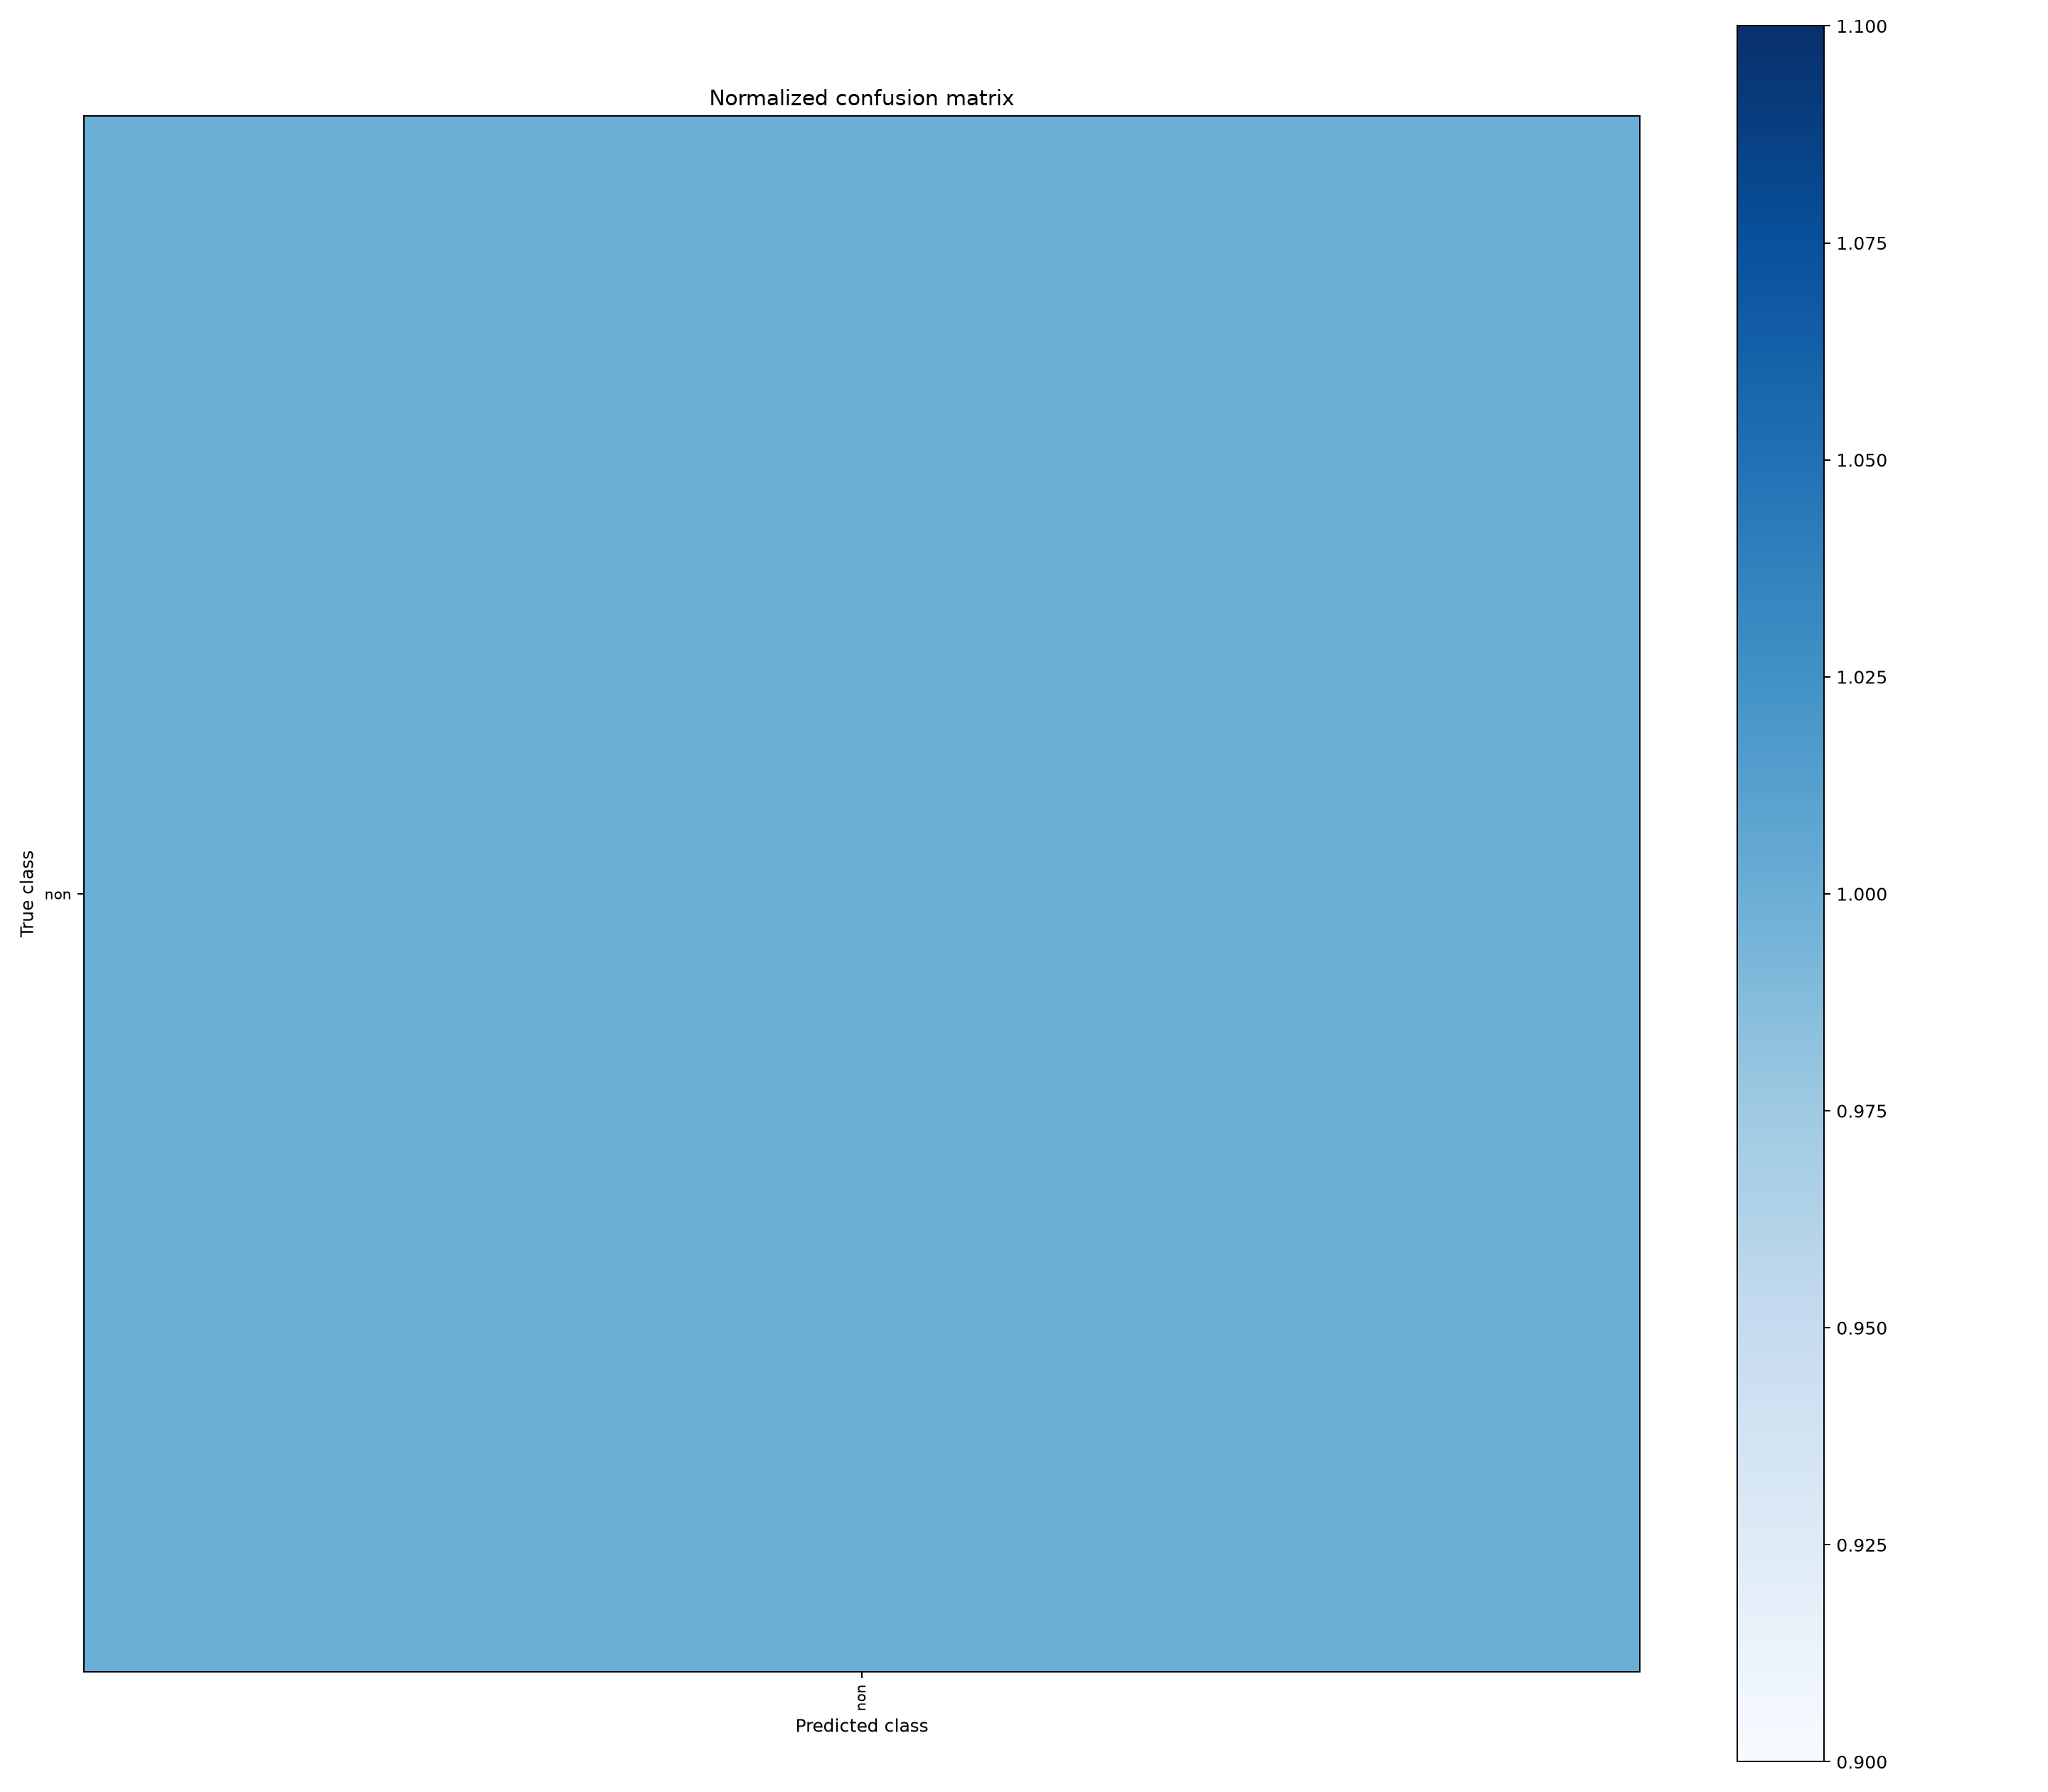 Normalized confusion matrix
True class
non
non
Predicted class
1.100
1.075
1.050
1.025
1.000
0.975
0.950
0.925
0.900